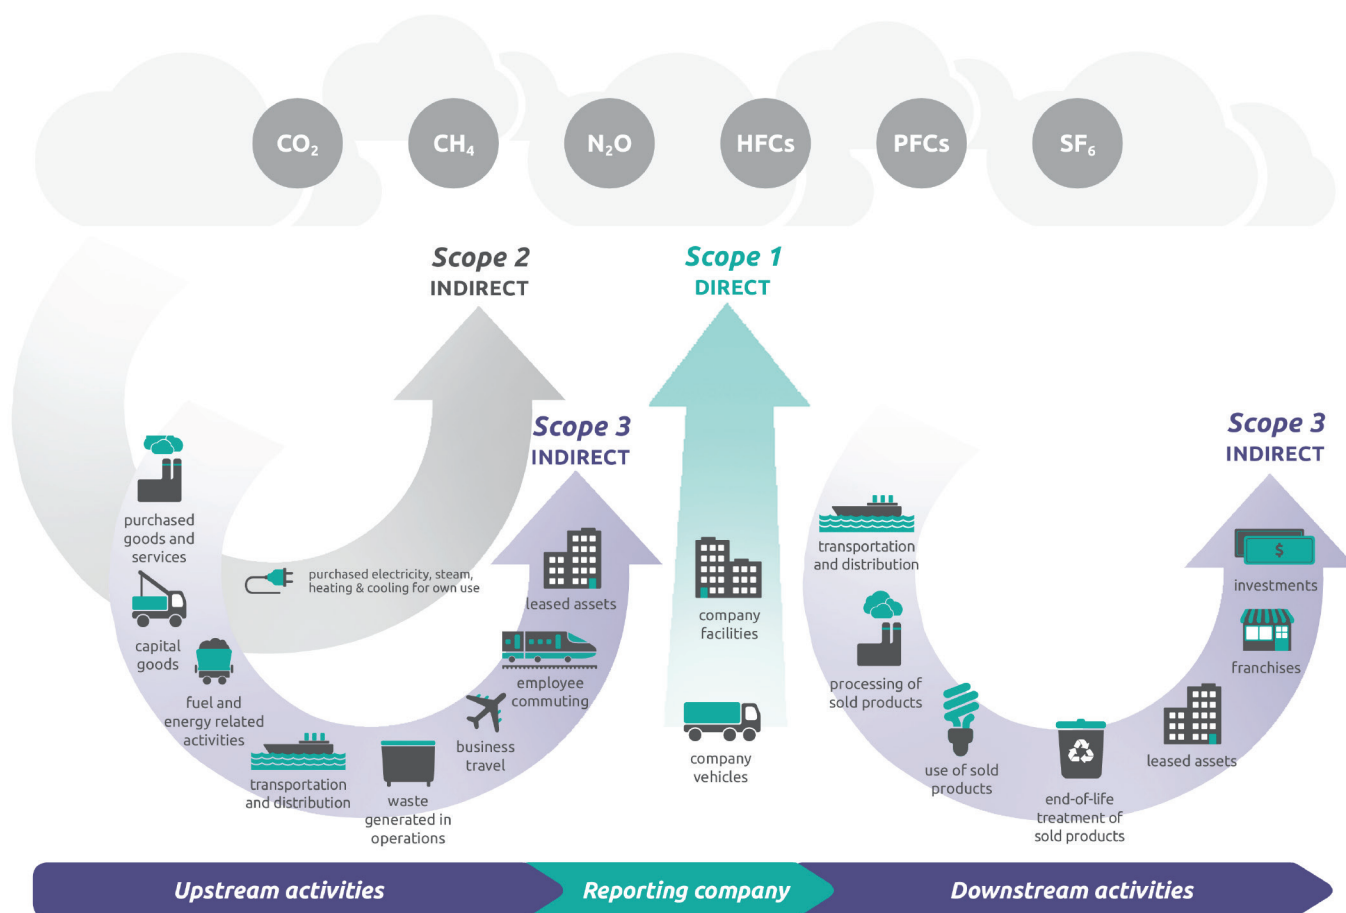 CO₂
CH₄
N₂O
HFCs
PFCs
SF₆
Scope 2
INDIRECT
Scope 1
DIRECT
Scope 3
INDIRECT
Scope 3
INDIRECT
purchased
goods and
services
capital
goods
fuel and
energy related
activities
transportation
and distribution
waste
generated in
operations
business
travel
employee
commuting
leased assets
purchased electricity, steam,
heating & cooling for own use
company
facilities
company
vehicles
transportation
and distribution
processing of
sold products
use of sold
products
end-of-life
treatment of
sold products
leased assets
franchises
$
investments
Upstream activities
Reporting company
Downstream activities